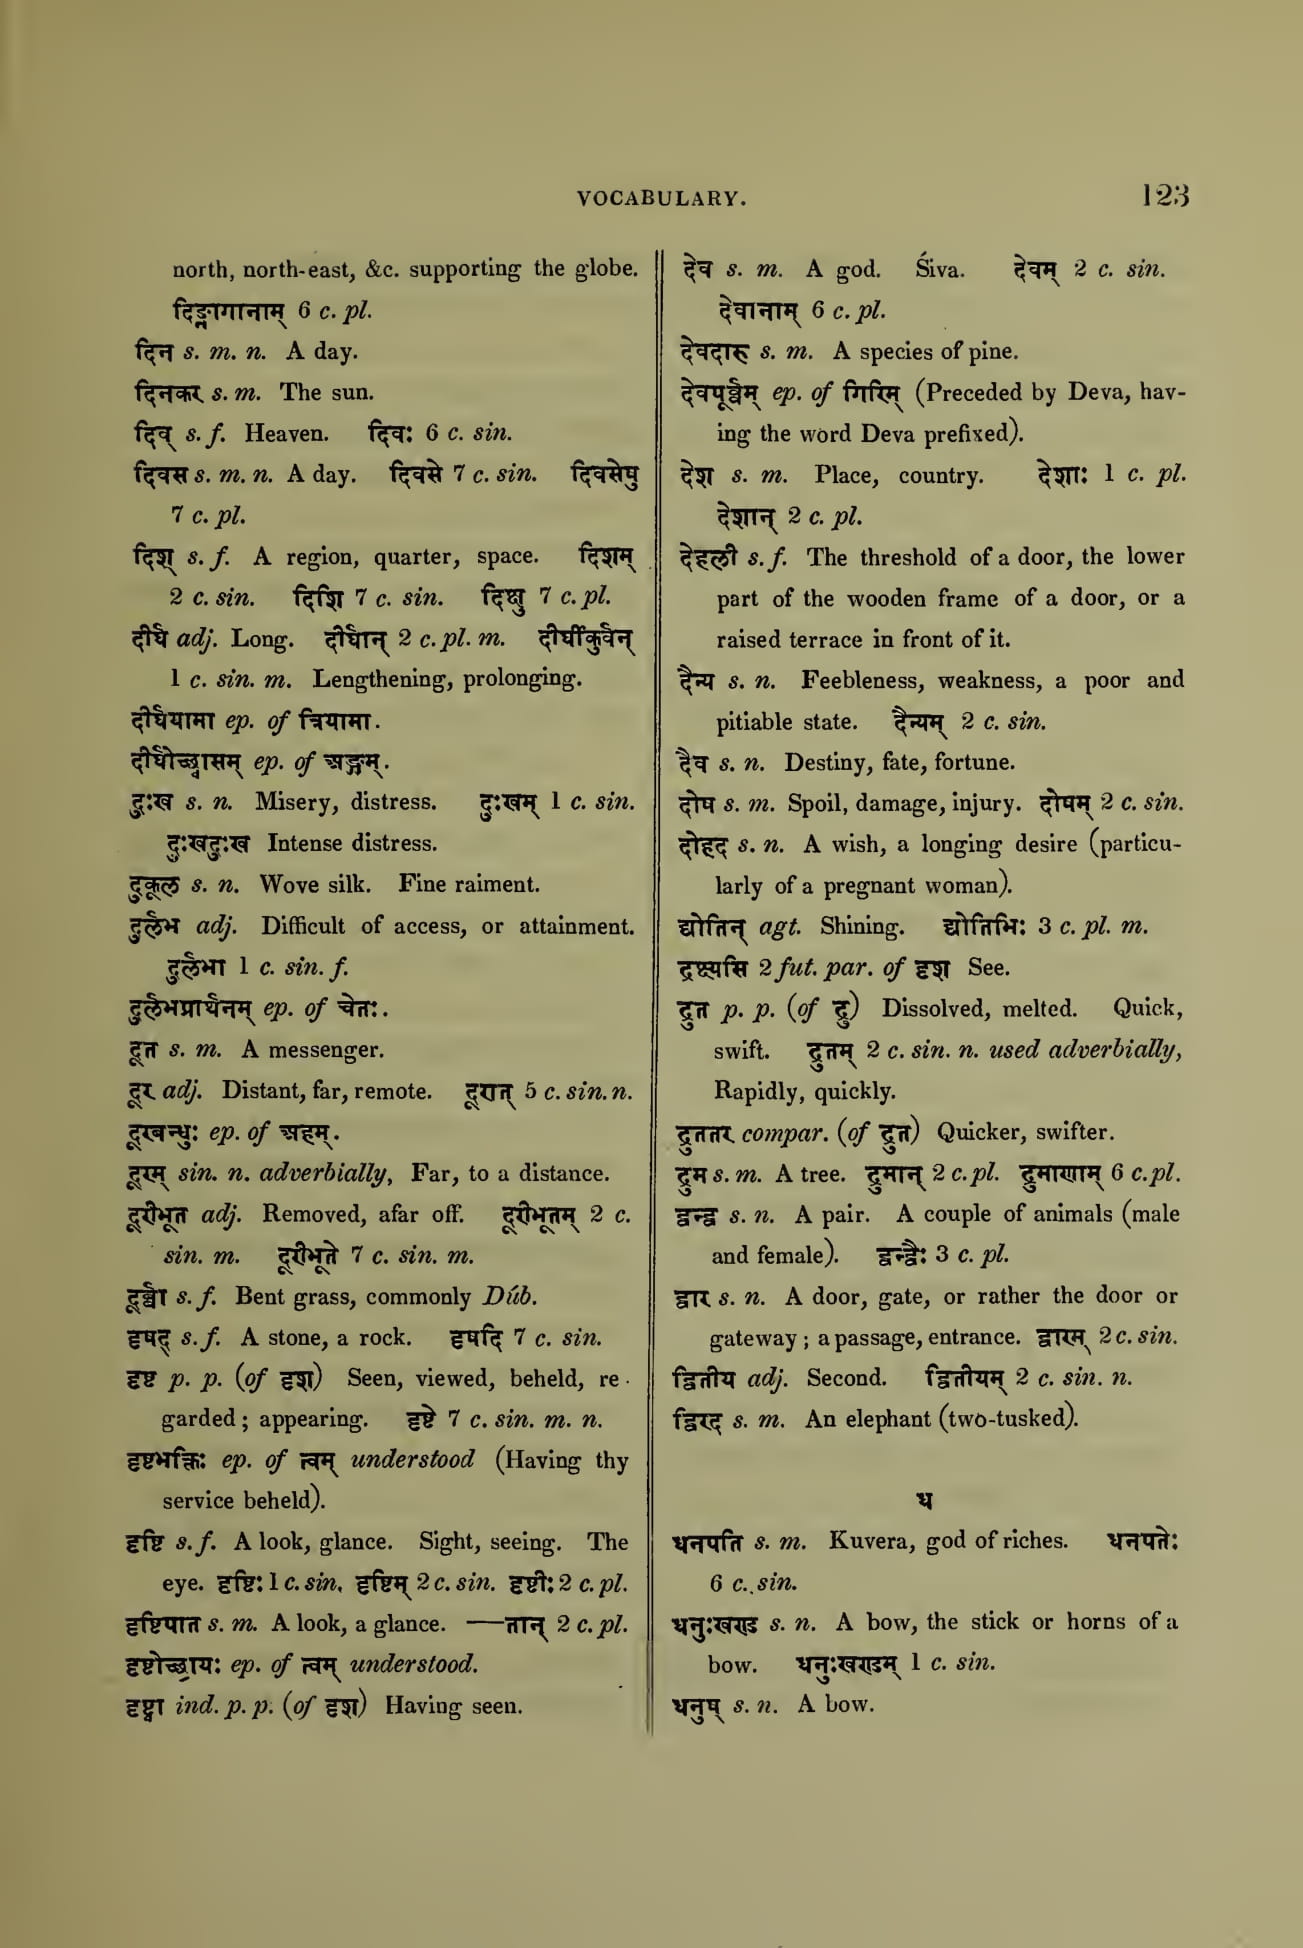 VOCABULARY.
123
north, north-east, &c. supporting the globe.
दिङ्नागानाम् 6 c. pl.
दिन s. m. n. A day.
दिनकर s. m. The sun.
दिव् s. f. Heaven. दिवः 6 c. sin.
दिवस s. m. n. A day. दिवसे 7 c. sin. दिवसेषु
7 c. pl.
दिश् s. f. A region, quarter, space. दिशम्
2 c. sin. दिशि 7 c. sin. दिक्षु 7 c. pl.
दीर्घ adj. Long. दीर्घान् 2 c. pl. m. दीर्घीकुर्वन्
1 c. sin. m. Lengthening, prolonging.
दीर्घयामा ep. of त्रियामा.
दीर्घोच्छ्वासम् ep. of अङ्गम्.
दुःख s. n. Misery, distress. दुःखम् 1 c. sin.
दुःखदुःख Intense distress.
दुकूल s. n. Wove silk. Fine raiment.
दुर्लभ adj. Difficult of access, or attainment.
दुर्लभा 1 c. sin. f.
दुर्लभप्रार्थनम् ep. of चेतः.
दूत s. m. A messenger.
दूर adj. Distant, far, remote. दूरात् 5 c. sin. n.
दूरबन्धुः ep. of अहम्.
दूरम् sin. n. adverbially, Far, to a distance.
दूरीभूत adj. Removed, afar off. दूरीभूतम् 2 c.
sin. m. दूरीभूते 7 c. sin. m.
दूर्व्वा s. f. Bent grass, commonly Dúb.
दृषद् s. f. A stone, a rock. दृषदि 7 c. sin.
दृष्ट p. p. (of दृश) Seen, viewed, beheld, re-
garded; appearing. दृष्टे 7 c. sin. m. n.
दृष्टभक्तिः ep. of त्वम् understood (Having thy
service beheld).
दृष्टि s. f. A look, glance. Sight, seeing. The
eye. दृष्टिः 1 c. sin. दृष्टिम् 2 c. sin. दृष्टीः 2 c. pl.
दृष्टिपात s. m. A look, a glance. —तान् 2 c. pl.
दृष्टोच्छ्रायः ep. of त्वम् understood.
दृष्ट्वा ind. p. p. (of दृश) Having seen.
देव s. m. A god. Śiva. देवम् 2 c. sin.
देवानाम् 6 c. pl.
देवदारु s. m. A species of pine.
देवपूर्व्वम् ep. of गिरिम् (Preceded by Deva, hav-
ing the word Deva prefixed).
देश s. m. Place, country. देशाः 1 c. pl.
देशान् 2 c. pl.
देहली s. f. The threshold of a door, the lower
part of the wooden frame of a door, or a
raised terrace in front of it.
दैन्य s. n. Feebleness, weakness, a poor and
pitiable state. दैन्यम् 2 c. sin.
दैव s. n. Destiny, fate, fortune.
दोष s. m. Spoil, damage, injury. दोषम् 2 c. sin.
दोहद s. n. A wish, a longing desire (particu-
larly of a pregnant woman).
द्योतिन् agt. Shining. द्योतिभिः 3 c. pl. m.
द्रक्ष्यसि 2 fut. par. of दृश See.
द्रुत p. p. (of द्रु) Dissolved, melted. Quick,
swift. द्रुतम् 2 c. sin. n. used adverbially,
Rapidly, quickly.
द्रुततर compar. (of द्रुत) Quicker, swifter.
द्रुम s. m. A tree. द्रुमान् 2 c. pl. द्रुमाणाम् 6 c. pl.
द्वन्द्व s. n. A pair. A couple of animals (male
and female). द्वन्द्वैः 3 c. pl.
द्वार s. n. A door, gate, or rather the door or
gateway; a passage, entrance. द्वारम् 2 c. sin.
द्वितीय adj. Second. द्वितीयम् 2 c. sin. n.
द्विरद s. m. An elephant (two-tusked).
ध
धनपति s. m. Kuvera, god of riches. धनपतेः
6 c. sin.
धनुःखण्ड s. n. A bow, the stick or horns of a
bow. धनुःखण्डम् 1 c. sin.
धनुष् s. n. A bow.